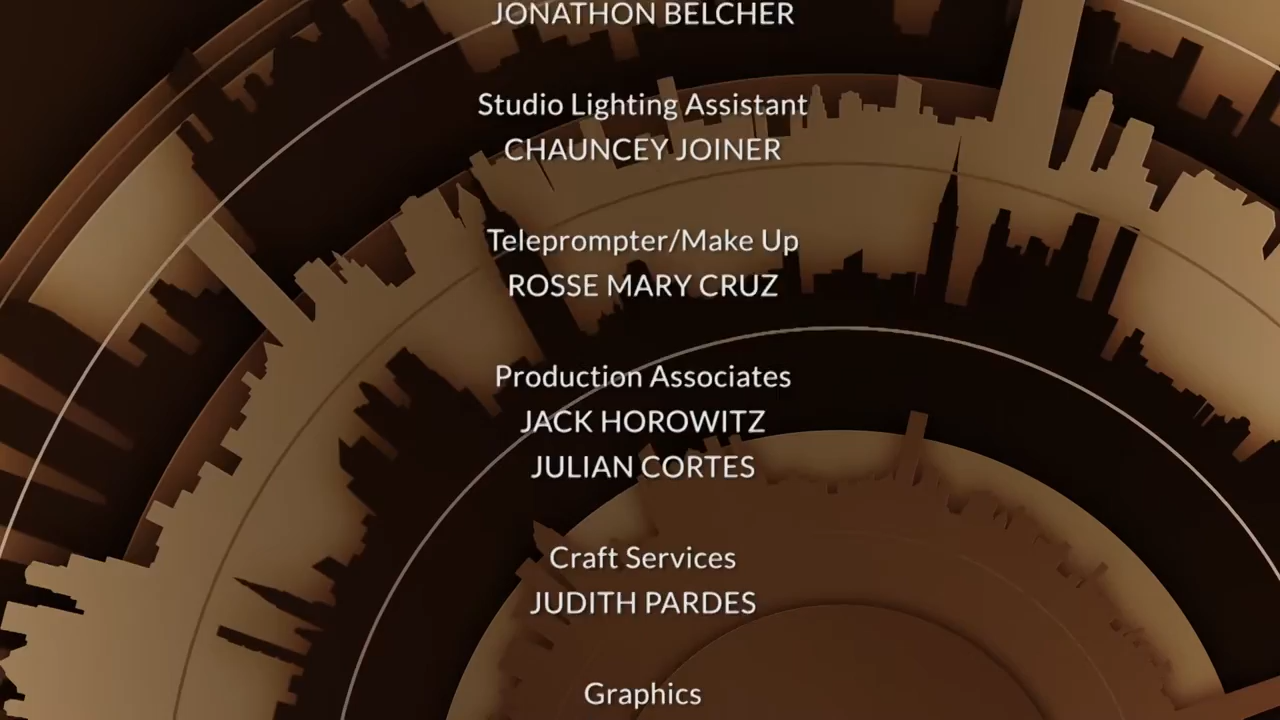 JONATHON BELCHER
Studio Lighting Assistant
CHAUNCEY JOINER
Teleprompter/Make Up
ROSSE MARY CRUZ
Production Associates
JACK HOROWITZ
JULIAN CORTES
Craft Services
JUDITH PARDES
Graphics